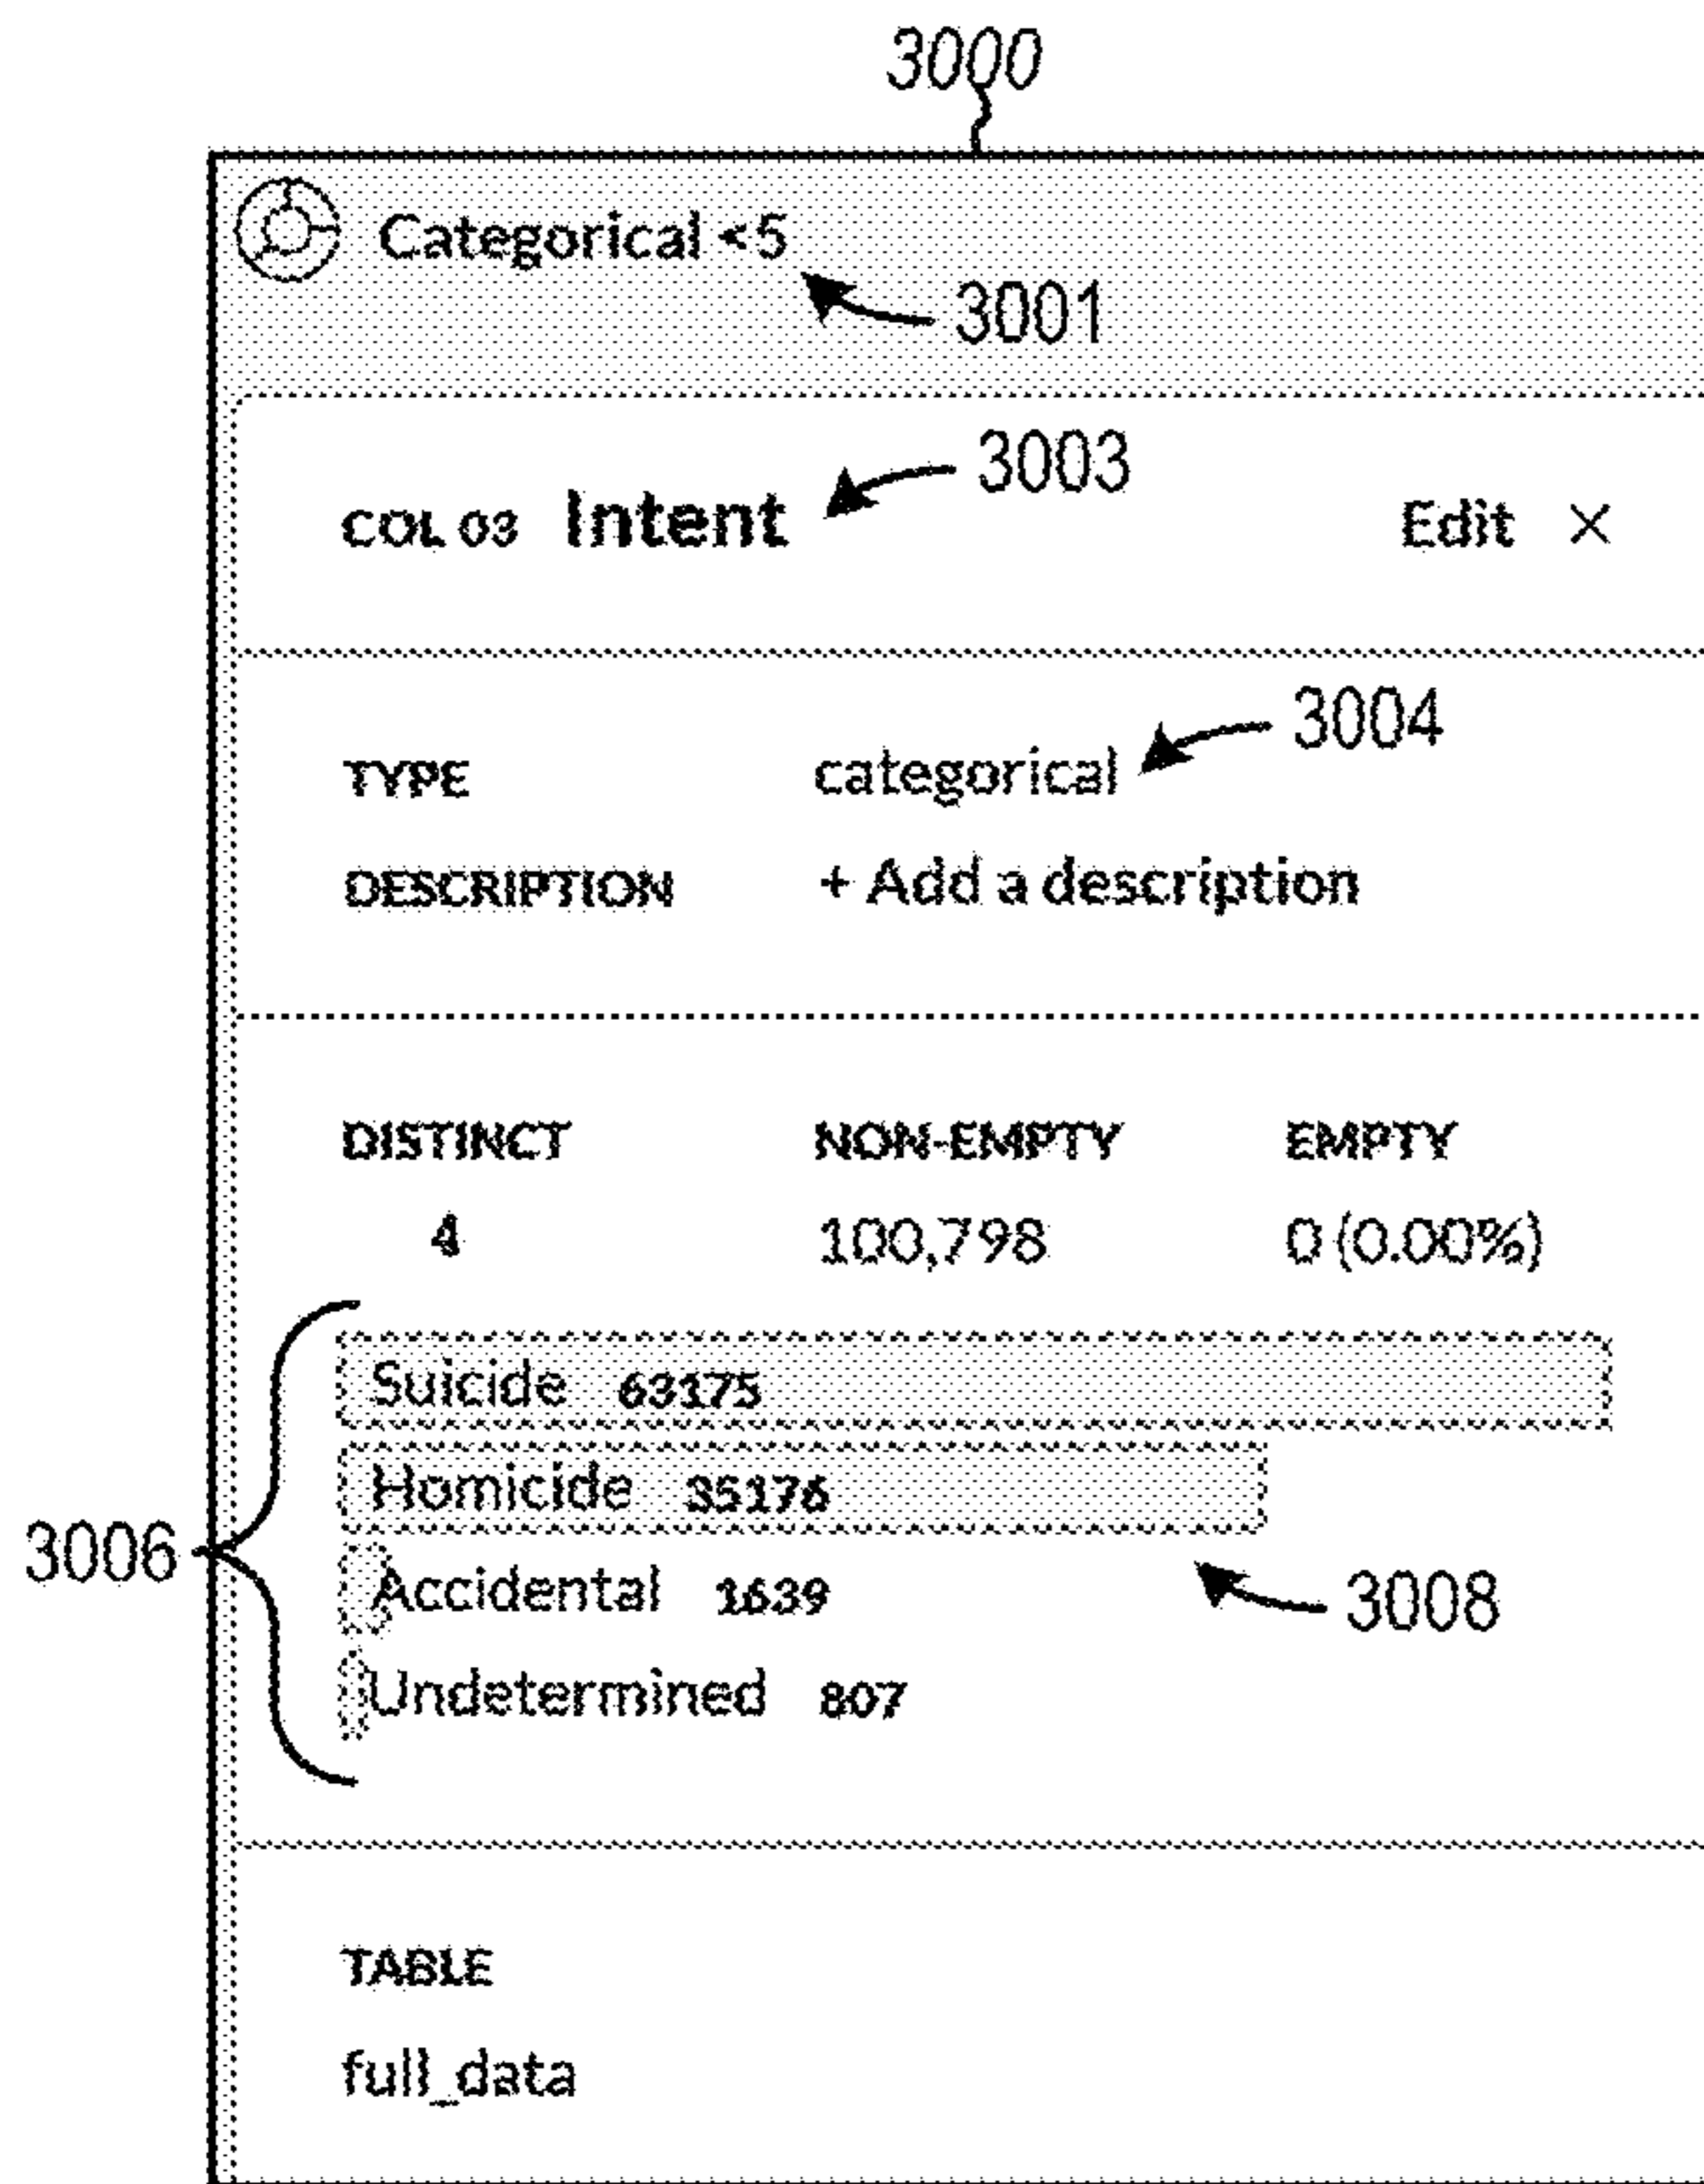 3000
Categorical <5
3001
3003
COL 03 Intent Edit ×
3004
TYPE categorical
DESCRIPTION + Add a description
DISTINCT NON-EMPTY EMPTY
4 100,798 0 (0.00%)
Suicide 63175
Homicide 35176
3006 Accidental 1639 3008
Undetermined 807
TABLE
full_data